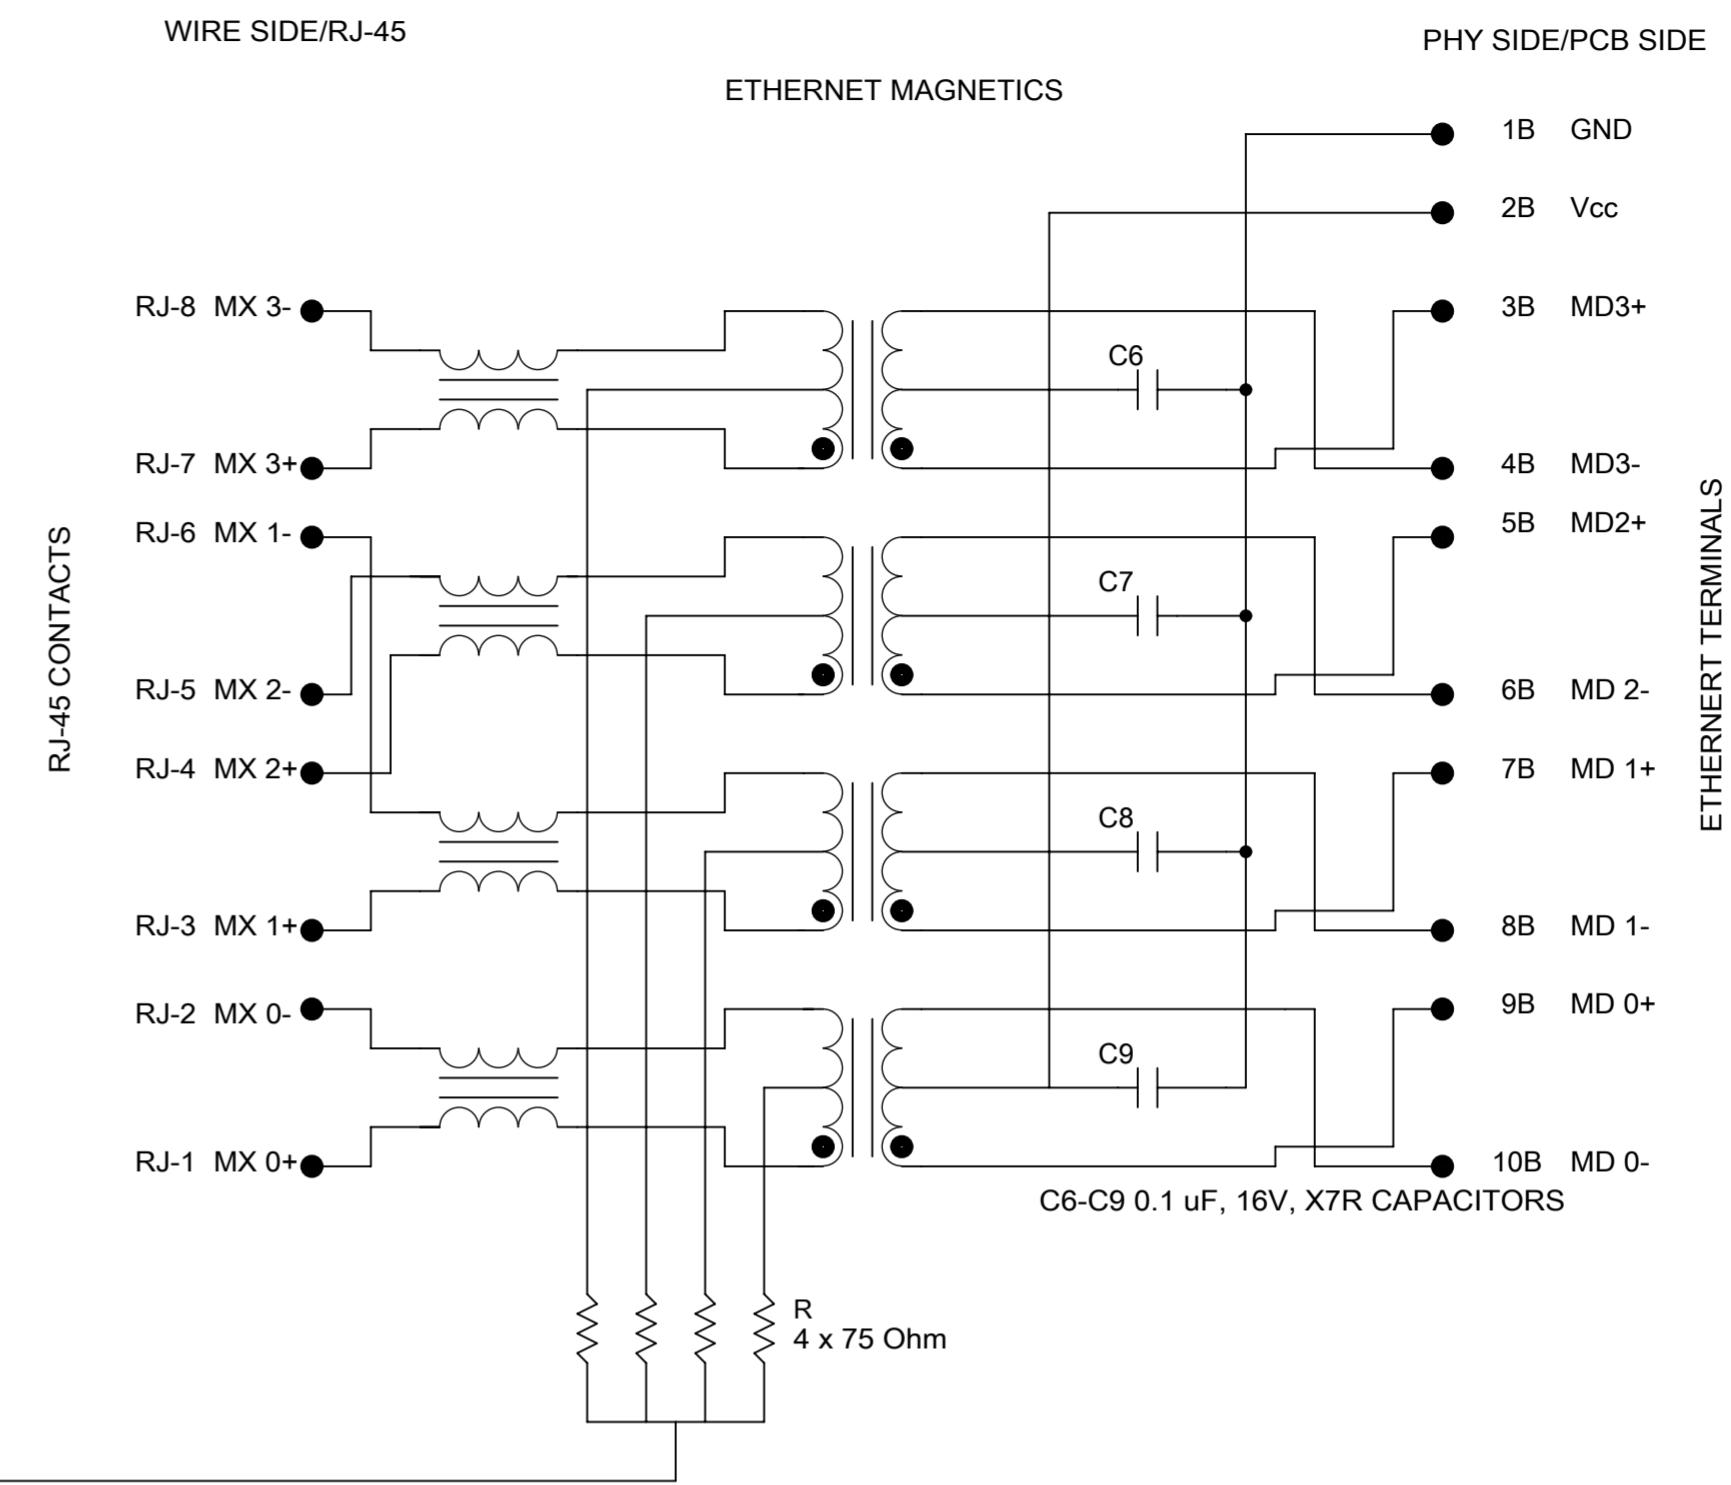 WIRE SIDE/RJ-45
PHY SIDE/PCB SIDE
ETHERNET MAGNETICS
1B GND
2B Vcc
RJ-8 MX 3-
3B MD3+
C6
RJ-7 MX 3+
4B MD3-
RJ-6 MX 1-
5B MD2+
C7
RJ-5 MX 2-
6B MD 2-
RJ-4 MX 2+
7B MD 1+
C8
RJ-3 MX 1+
8B MD 1-
RJ-2 MX 0-
9B MD 0+
C9
RJ-1 MX 0+
10B MD 0-
C6-C9 0.1 uF, 16V, X7R CAPACITORS
R
4 x 75 Ohm
RJ-45 CONTACTS
ETHERNERT TERMINALS